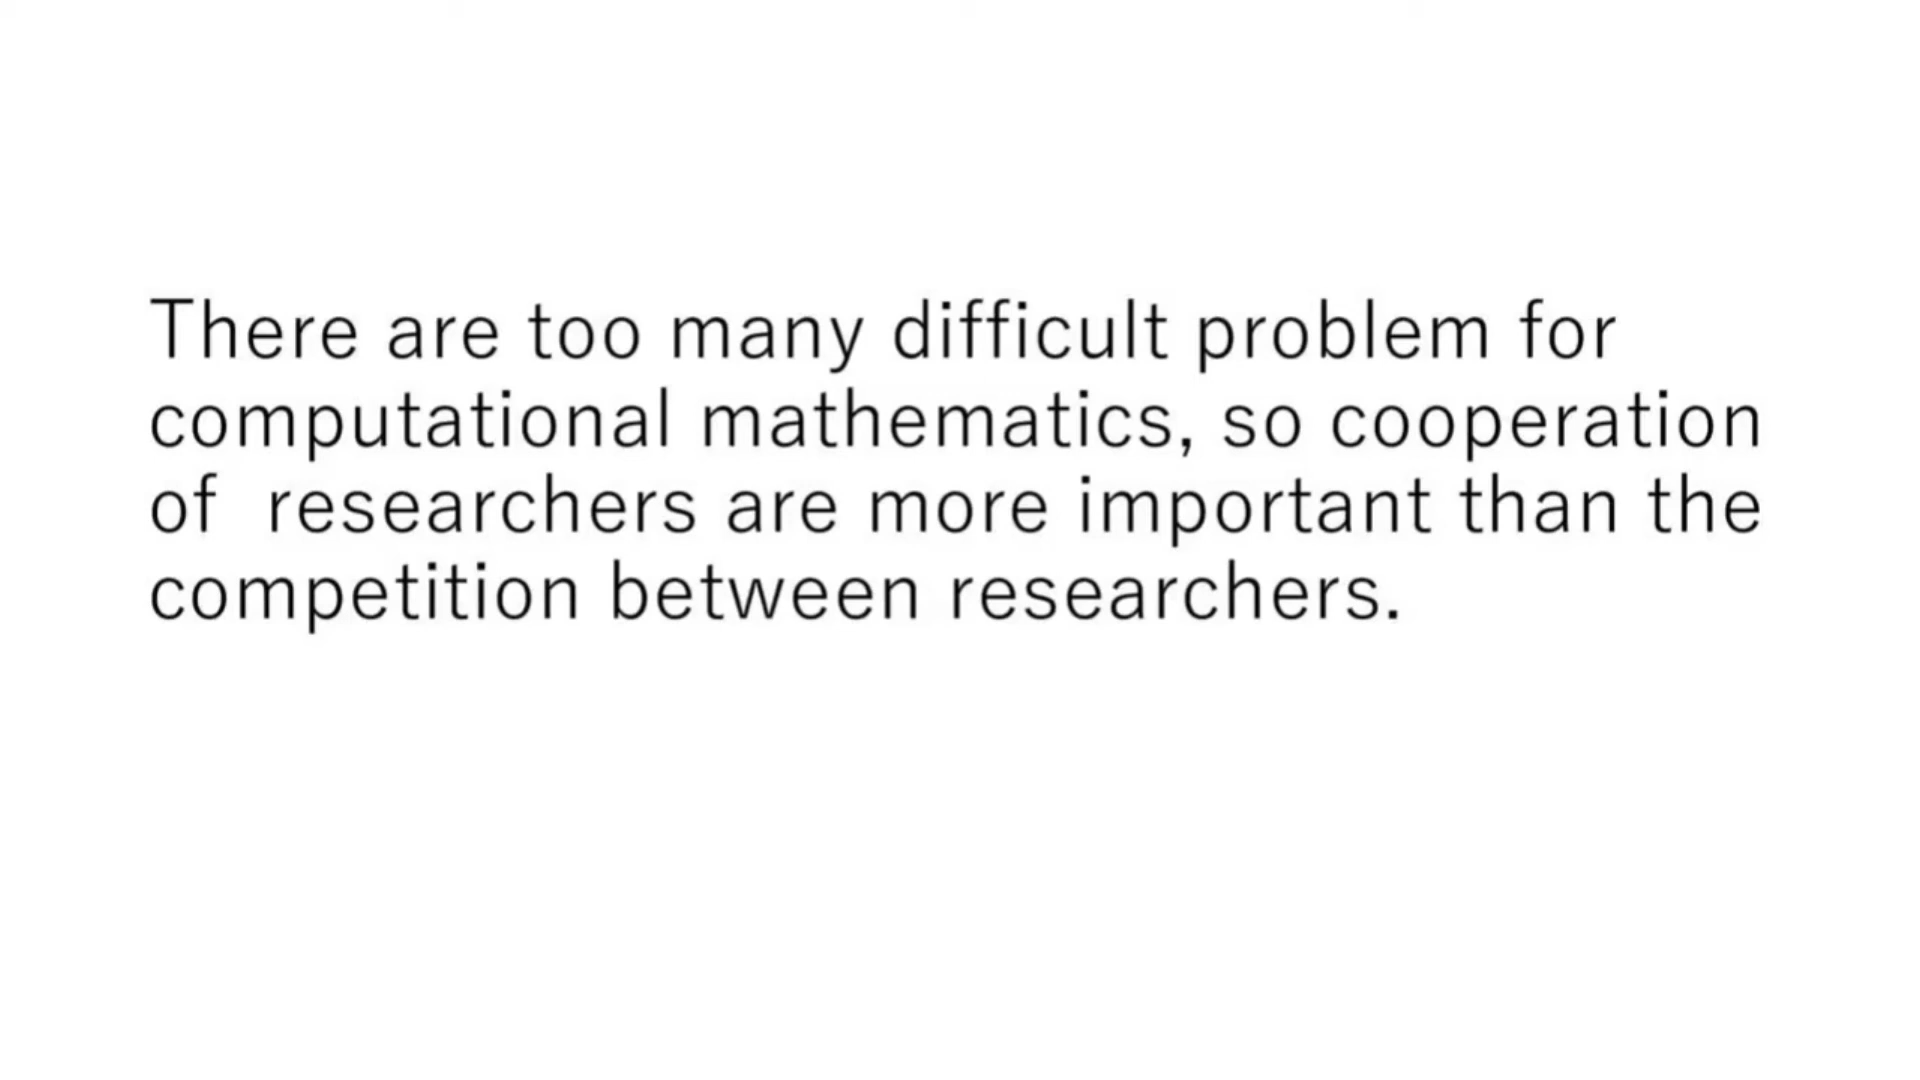 There are too many difficult problem for
computational mathematics, so cooperation
of  researchers are more important than the
competition between researchers.